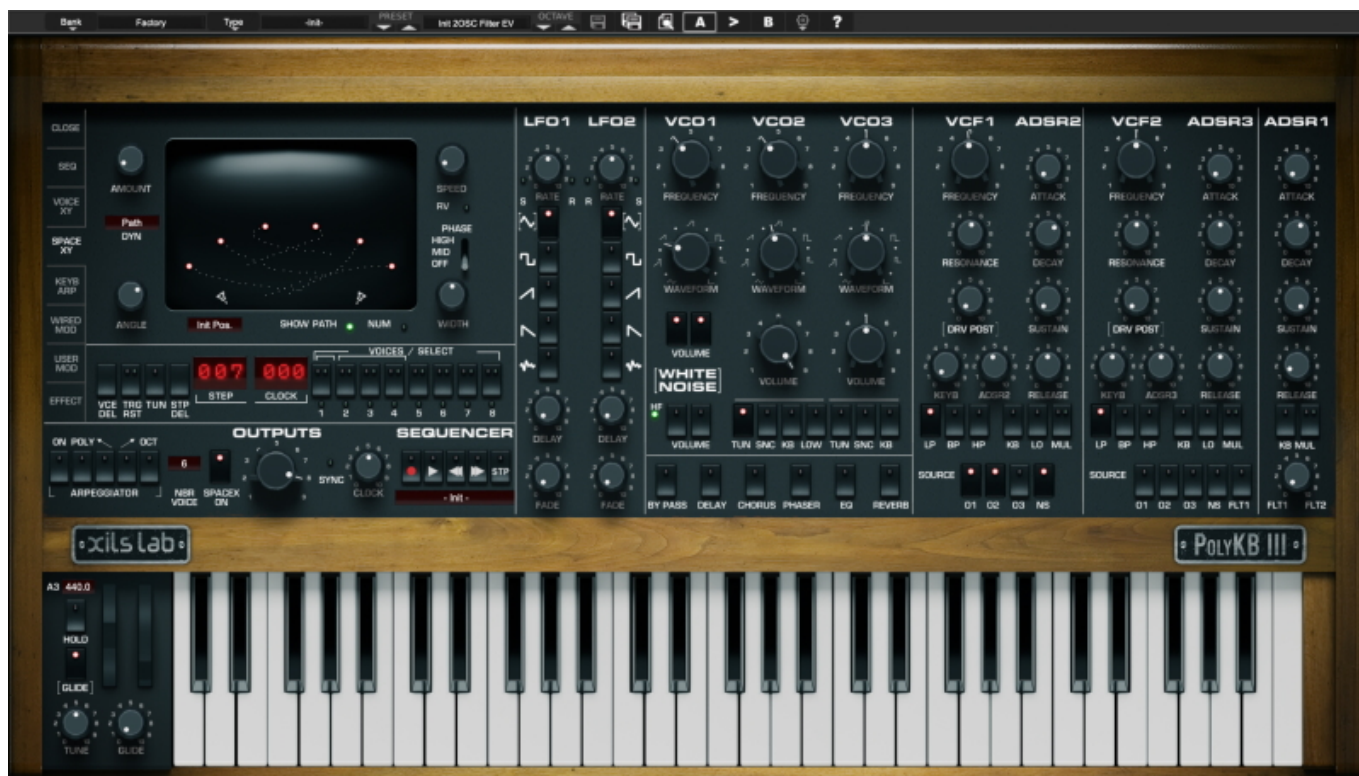 Bank Factory Type -init- PRESET Init 2OSC Filter EV OCTAVE A > B ?
CLOSE
SEQ
VOICE XY
SPACE XY
KEYB ARP
WIRED MOD
USER MOD
EFFECT
AMOUNT
Path
DYN
ANGLE
Init Pos.
SHOW PATH
NUM
SPEED
RV
PHASE
HIGH
MID
OFF
WIDTH
VOICES / SELECT
007
STEP
000
CLOCK
VCE DEL
TRG RST
TUN
STP DEL
1 2 3 4 5 6 7 8
ON POLY OCT
ARPEGGIATOR
6
NBR VOICE
SPACEX ON
OUTPUTS
SYNC
SEQUENCER
CLOCK
STP
- Init -
LFO1 LFO2
RATE RATE
S R R S
DELAY DELAY
FADE FADE
VCO1 VCO2 VCO3
FREQUENCY FREQUENCY FREQUENCY
WAVEFORM WAVEFORM WAVEFORM
VOLUME VOLUME VOLUME
[WHITE NOISE]
HF
VOLUME
TUN SNC KB LOW TUN SNC KB
BY PASS DELAY CHORUS PHASER EQ REVERB
VCF1 ADSR2
FREQUENCY ATTACK
RESONANCE DECAY
[DRV POST] SUSTAIN
KEYB ADSR2 RELEASE
LP BP HP KB LO MUL
SOURCE
O1 O2 O3 NS
VCF2 ADSR3
FREQUENCY ATTACK
RESONANCE DECAY
[DRV POST] SUSTAIN
KEYB ADSR3 RELEASE
LP BP HP KB LO MUL
SOURCE
O1 O2 O3 NS FLT1
ADSR1
ATTACK
DECAY
SUSTAIN
RELEASE
KB MUL
FLT1 FLT2
xils lab
POLYKB III
A3 440.0
HOLD
[GLIDE]
TUNE GLIDE